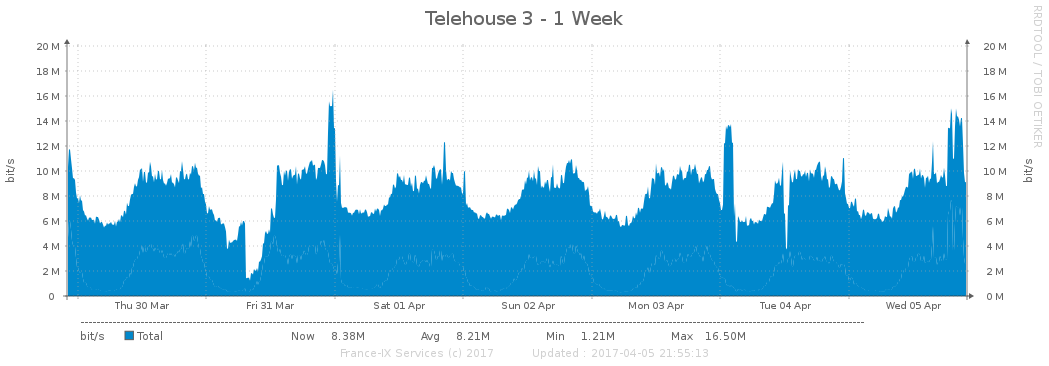 Telehouse 3 - 1 Week
RRDTOOL / TOBI OETIKER
20 M 20 M
18 M 18 M
16 M 16 M
14 M 14 M
12 M 12 M
10 M 10 M
8 M 8 M
6 M 6 M
4 M 4 M
2 M 2 M
0 0 M
bit/s
bit/s
Thu 30 Mar Fri 31 Mar Sat 01 Apr Sun 02 Apr Mon 03 Apr Tue 04 Apr Wed 05 Apr
bit/s Total Now 8.38M Avg 8.21M Min 1.21M Max 16.50M
France-IX Services (c) 2017 Updated : 2017-04-05 21:55:13